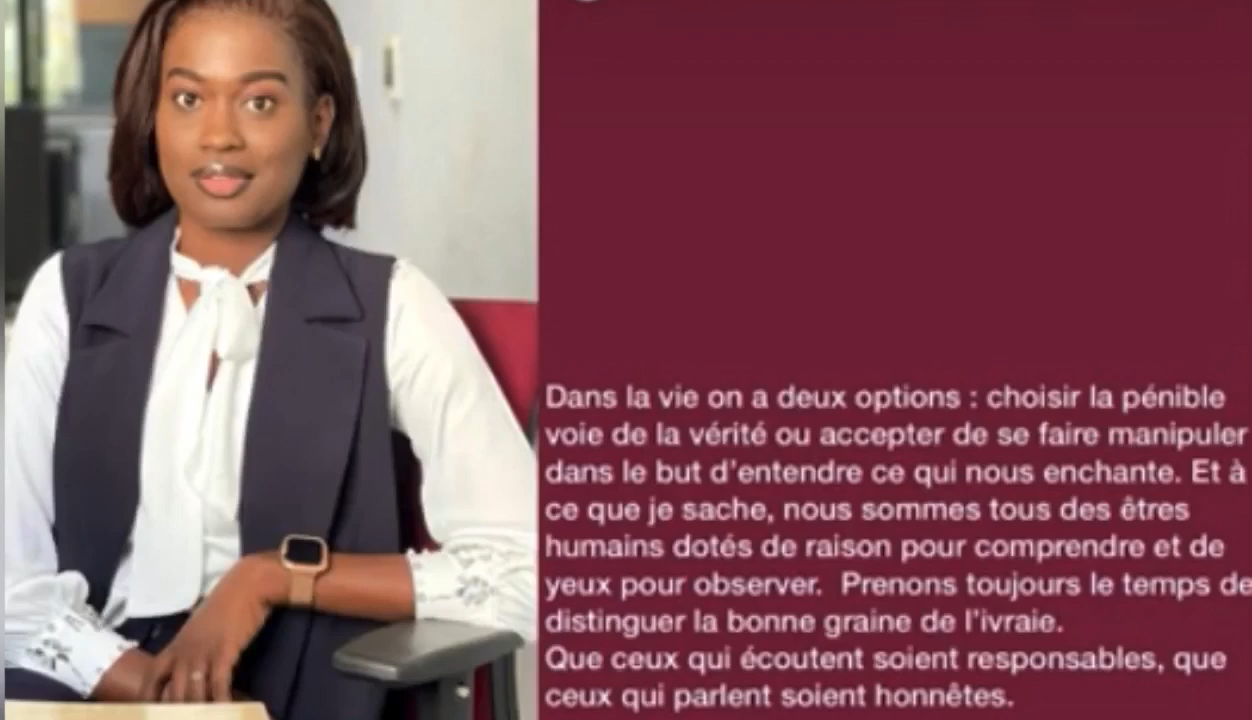 Dans la vie on a deux options : choisir la pénible
voie de la vérité ou accepter de se faire manipuler
dans le but d'entendre ce qui nous enchante. Et à
ce que je sache, nous sommes tous des êtres
humains dotés de raison pour comprendre et de
yeux pour observer.  Prenons toujours le temps de
distinguer la bonne graine de l'ivraie.
Que ceux qui écoutent soient responsables, que
ceux qui parlent soient honnêtes.